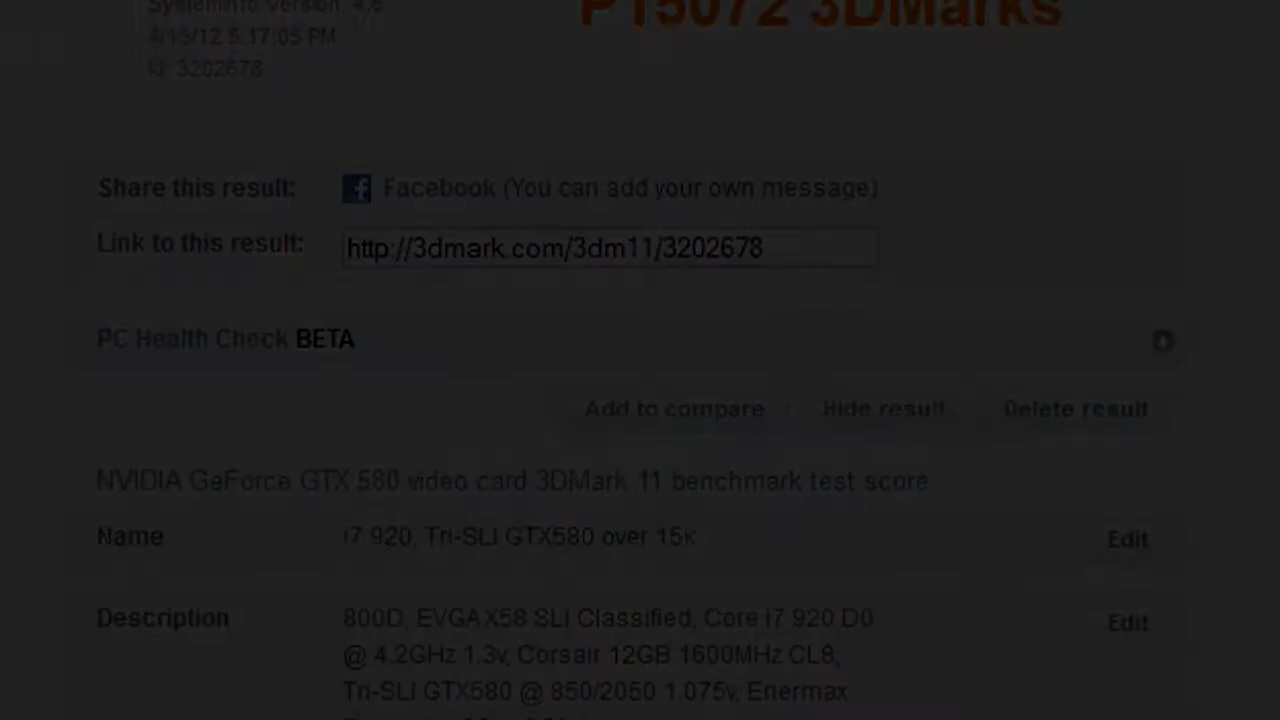 SystemInfo Version: 4.6
P15072 3DMarks
4/15/12 5:17:05 PM
Id: 3202678
Share this result: Facebook (You can add your own message)
Link to this result: http://3dmark.com/3dm11/3202678
PC Health Check BETA
Add to compare Hide result Delete result
NVIDIA GeForce GTX 580 video card 3DMark 11 benchmark test score
Name i7 920, Tri-SLI GTX580 over 15K Edit
Description 800D, EVGA X58 SLI Classified, Core i7 920 D0 Edit
@ 4.2GHz 1.3v, Corsair 12GB 1600MHz CL8,
Tri-SLI GTX580 @ 850/2050 1.075v, Enermax